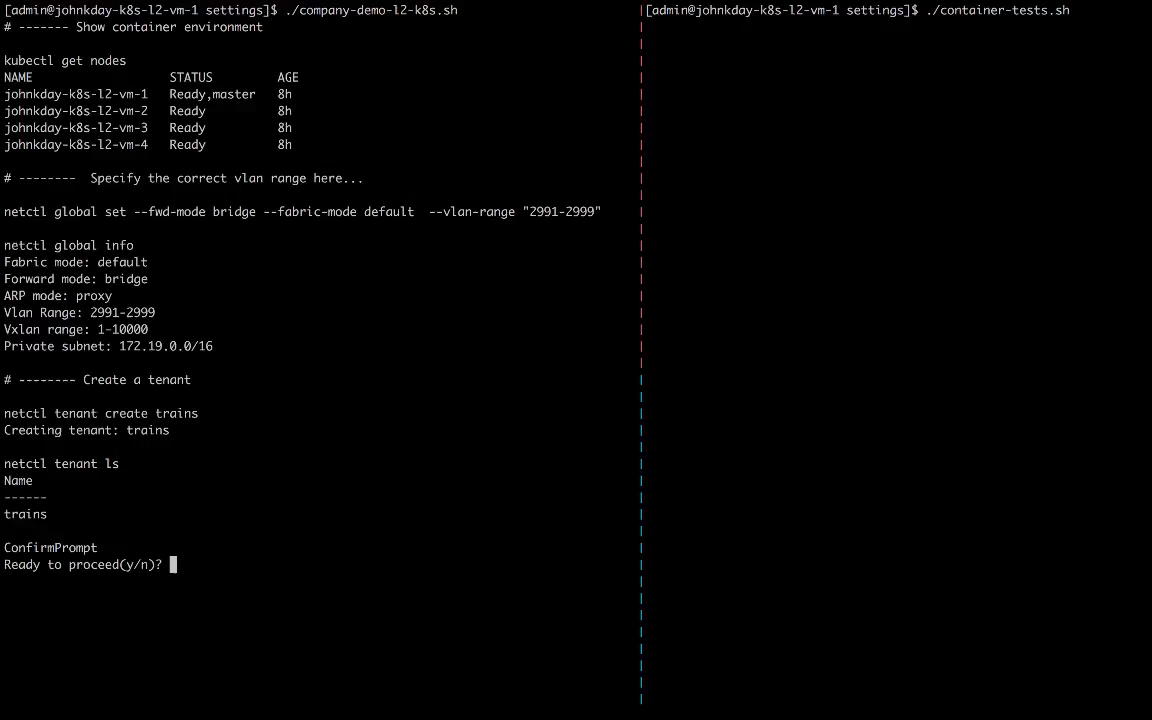 [admin@johnkday-k8s-l2-vm-1 settings]$ ./company-demo-l2-k8s.sh
# ------- Show container environment
kubectl get nodes
NAME                   STATUS         AGE
johnkday-k8s-l2-vm-1   Ready,master   8h
johnkday-k8s-l2-vm-2   Ready          8h
johnkday-k8s-l2-vm-3   Ready          8h
johnkday-k8s-l2-vm-4   Ready          8h
# --------  Specify the correct vlan range here...
netctl global set --fwd-mode bridge --fabric-mode default  --vlan-range "2991-2999"
netctl global info
Fabric mode: default
Forward mode: bridge
ARP mode: proxy
Vlan Range: 2991-2999
Vxlan range: 1-10000
Private subnet: 172.19.0.0/16
# -------- Create a tenant
netctl tenant create trains
Creating tenant: trains
netctl tenant ls
Name
------
trains
ConfirmPrompt
Ready to proceed(y/n)?
[admin@johnkday-k8s-l2-vm-1 settings]$ ./container-tests.sh